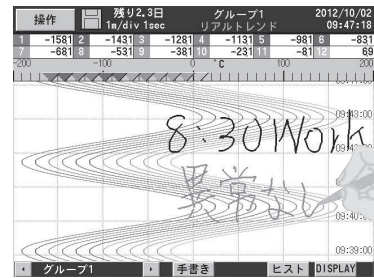 操作 残り2.3日 グループ1 2012/10/02
1m/div 1sec リアルトレンド 09:47:18
1 -1581 2 -1431 3 -1281 4 -1131 5 -981 6 -831
7 -681 8 -531 9 -381 10 -231 11 -81 12 69
-200 -100 0 °C 100 200
09:43:00
8:30 Work
異常なし
09:40:00
09:39:00
グループ1 手書き ヒスト DISPLAY